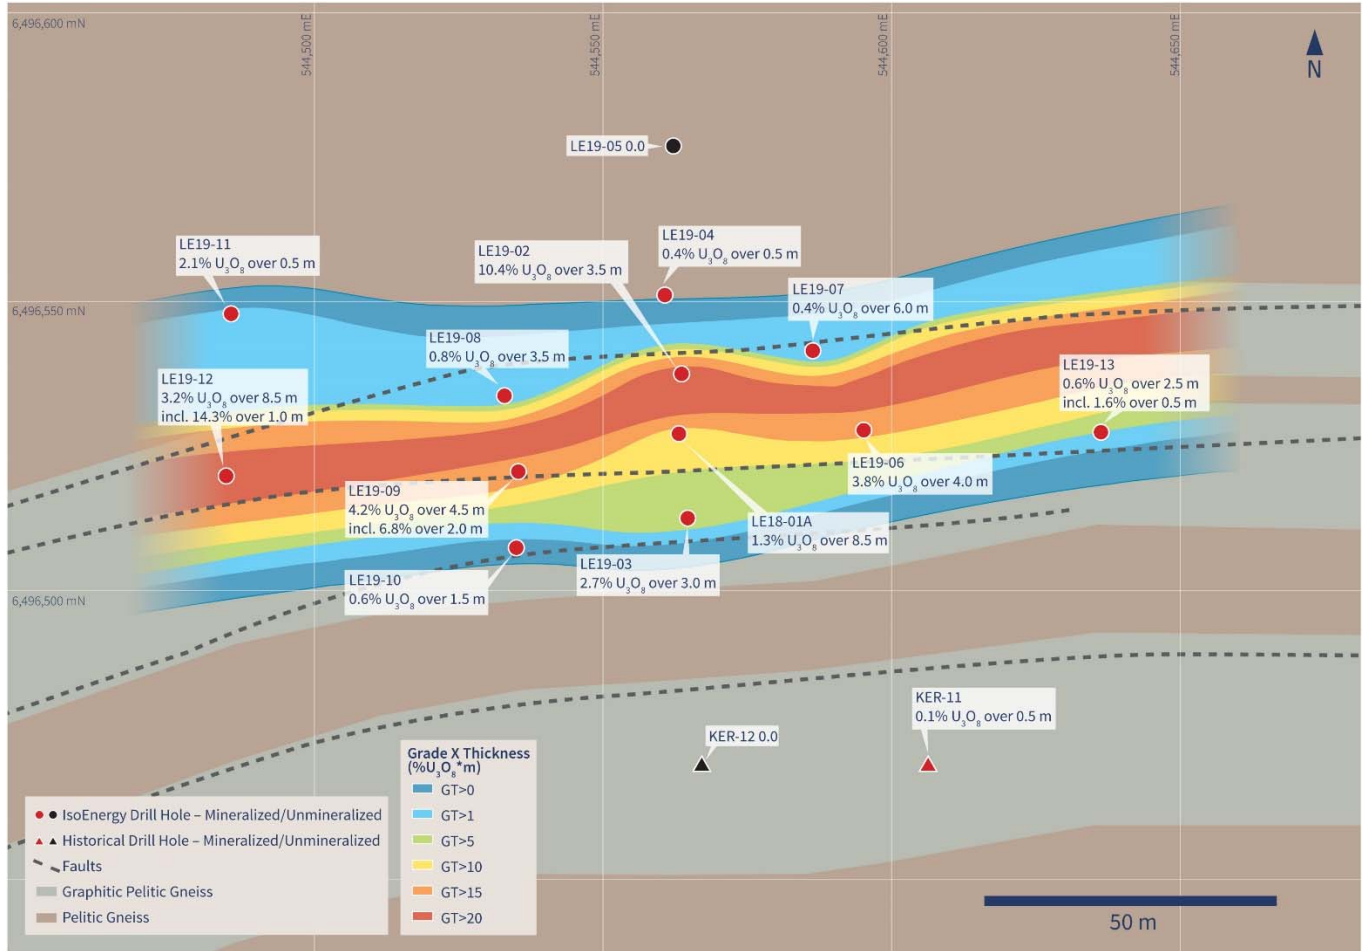 6,496,600 mN
544,500 mE
544,550 mE
544,600 mE
544,650 mE
N
LE19-05 0.0
LE19-11
2.1% U₃O₈ over 0.5 m
LE19-02
10.4% U₃O₈ over 3.5 m
LE19-04
0.4% U₃O₈ over 0.5 m
LE19-07
0.4% U₃O₈ over 6.0 m
6,496,550 mN
LE19-08
0.8% U₃O₈ over 3.5 m
LE19-12
3.2% U₃O₈ over 8.5 m
incl. 14.3% over 1.0 m
LE19-13
0.6% U₃O₈ over 2.5 m
incl. 1.6% over 0.5 m
LE19-06
3.8% U₃O₈ over 4.0 m
LE19-09
4.2% U₃O₈ over 4.5 m
incl. 6.8% over 2.0 m
LE18-01A
1.3% U₃O₈ over 8.5 m
LE19-03
2.7% U₃O₈ over 3.0 m
LE19-10
0.6% U₃O₈ over 1.5 m
6,496,500 mN
KER-11
0.1% U₃O₈ over 0.5 m
KER-12 0.0
Grade X Thickness
(%U₃O₈*m)
GT>0
GT>1
GT>5
GT>10
GT>15
GT>20
IsoEnergy Drill Hole – Mineralized/Unmineralized
Historical Drill Hole – Mineralized/Unmineralized
Faults
Graphitic Pelitic Gneiss
Pelitic Gneiss
50 m